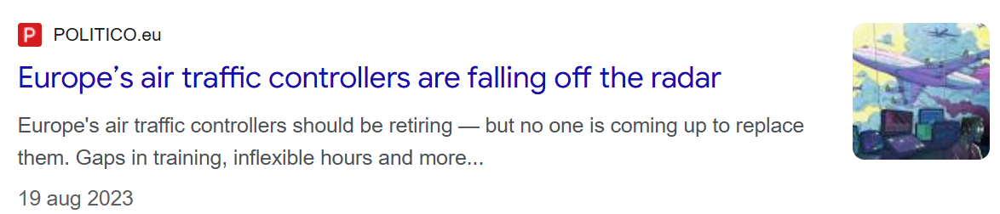 P POLITICO.eu
Europe’s air traffic controllers are falling off the radar
Europe's air traffic controllers should be retiring — but no one is coming up to replace
them. Gaps in training, inflexible hours and more...
19 aug 2023